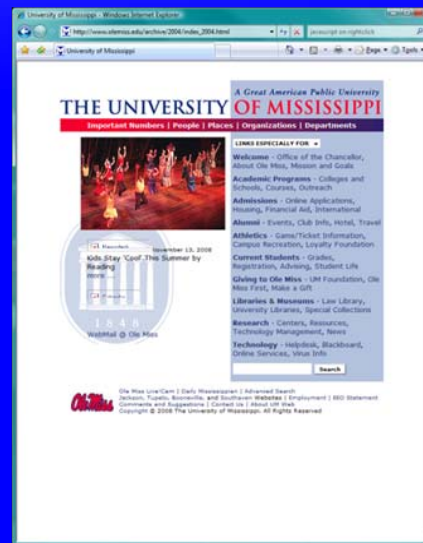 University of Mississippi - Windows Internet Explorer
http://www.olemiss.edu/archive/2004/index_2004.html
javascript on rightclick
University of Mississippi
Page
Tools
A Great American Public University
THE UNIVERSITY OF MISSISSIPPI
Important Numbers | People | Places | Organizations | Departments
LINKS ESPECIALLY FOR
Welcome - Office of the Chancellor,
About Ole Miss, Mission and Goals
Academic Programs - Colleges and
Schools, Courses, Outreach
Admissions - Online Applications,
Housing, Financial Aid, International
Alumni - Events, Club Info, Hotel, Travel
Athletics - Game/Ticket Information,
Campus Recreation, Loyalty Foundation
Current Students - Grades,
Registration, Advising, Student Life
Giving to Ole Miss - UM Foundation, Ole
Miss First, Make a Gift
Libraries & Museums - Law Library,
University Libraries, Special Collections
Research - Centers, Resources,
Technology Management, News
Technology - Helpdesk, Blackboard,
Online Services, Virus Info
Search
November 13, 2008
Kids Stay 'Cool' This Summer by
Reading
more
1848
WebMail @ Ole Miss
Ole Miss
Ole Miss Live!Cam | Daily Mississippian | Advanced Search
Jackson, Tupelo, Booneville, and Southaven Websites | Employment | EEO Statement
Comments and Suggestions | Contact Us | About UM Web
Copyright © 2008 The University of Mississippi. All Rights Reserved